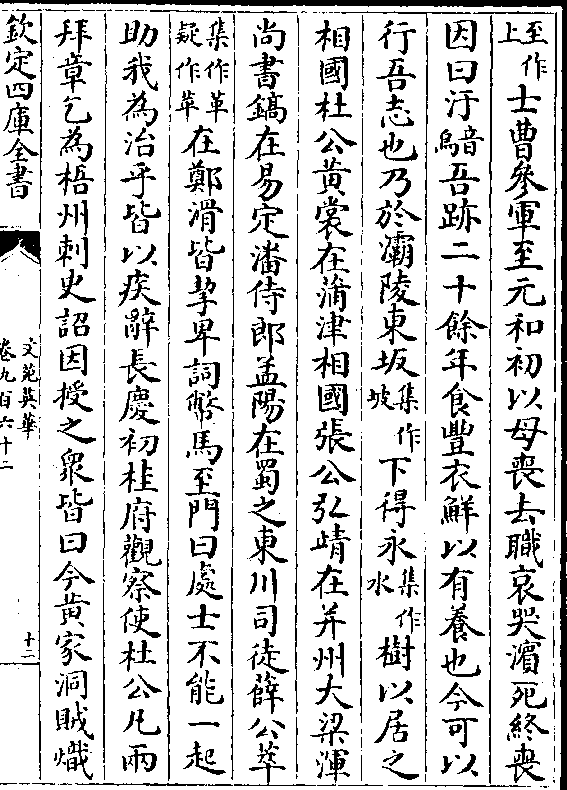 至作上士曹參軍至元和初以母喪去職哀哭濵死終喪
因曰汙音烏吾跡二十餘年食豐衣鮮以有養也今可以
行吾志也乃於灞陵東坂集作坡下得永集作水樹以居之
相國杜公黄裳在蒲津相國張公弘靖在并州大梁渾
尚書鎬在易定潘侍郎孟陽在蜀之東川司徒薛公苹
集作革疑作萃在鄭滑皆挈卑詞幣馬至門曰處士不能一起
助我為治乎皆以疾辭長慶初桂府觀察使杜公凡兩
拜章乞為梧州刺史詔因授之衆皆曰今黄家洞賊熾
欽定四庫全書
文苑英華
卷九百六十二
十二